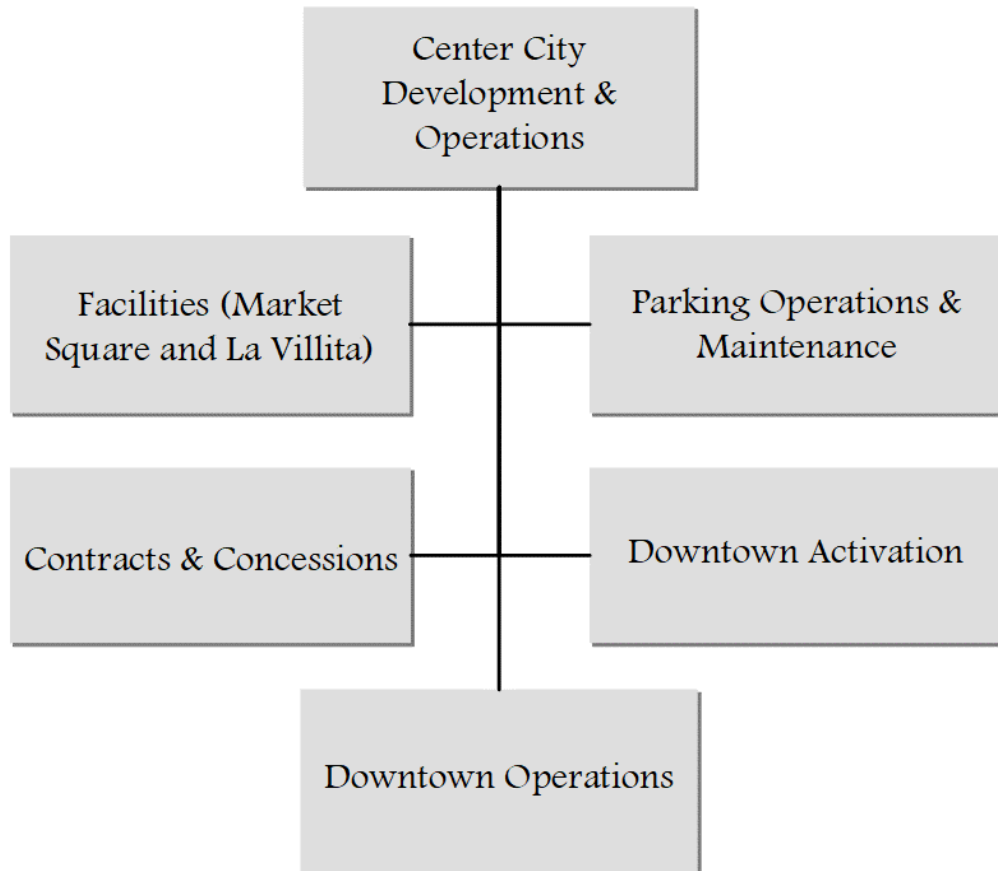 Center City
Development &
Operations
Facilities (Market
Square and La Villita)
Parking Operations &
Maintenance
Contracts & Concessions
Downtown Activation
Downtown Operations